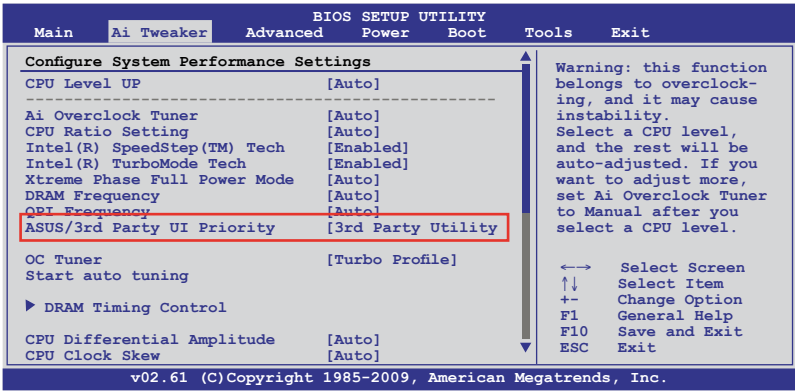 BIOS SETUP UTILITY
Main Ai Tweaker Advanced Power Boot Tools Exit
Configure System Performance Settings
CPU Level UP [Auto]
Ai Overclock Tuner [Auto]
CPU Ratio Setting [Auto]
Intel(R) SpeedStep(TM) Tech [Enabled]
Intel(R) TurboMode Tech [Enabled]
Xtreme Phase Full Power Mode [Auto]
DRAM Frequency [Auto]
QPI Frequency [Auto]
ASUS/3rd Party UI Priority [3rd Party Utility
OC Tuner [Turbo Profile]
Start auto tuning
DRAM Timing Control
CPU Differential Amplitude [Auto]
CPU Clock Skew [Auto]
Warning: this function
belongs to overclock-
ing, and it may cause
instability.
Select a CPU level,
and the rest will be
auto-adjusted. If you
want to adjust more,
set Ai Overclock Tuner
to Manual after you
select a CPU level.
←→ Select Screen
↑↓ Select Item
+- Change Option
F1 General Help
F10 Save and Exit
ESC Exit
v02.61 (C)Copyright 1985-2009, American Megatrends, Inc.